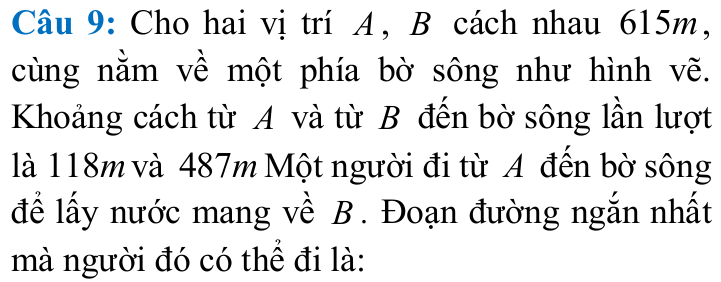 Câu 9: Cho hai vị trí A, B cách nhau 615m,
cùng nằm về một phía bờ sông như hình vẽ.
Khoảng cách từ A và từ B đến bờ sông lần lượt
là 118m và 487m Một người đi từ A đến bờ sông
để lấy nước mang về B. Đoạn đường ngắn nhất
mà người đó có thể đi là: